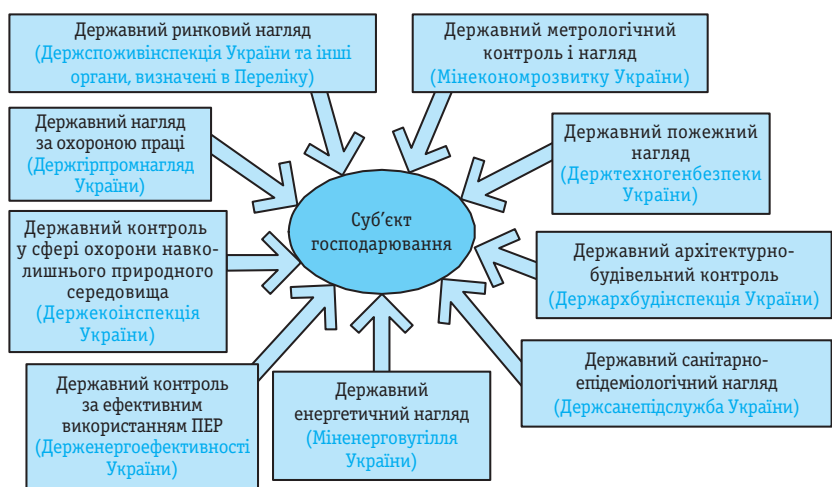 Державний ринковий нагляд
(Держспоживінспекція України та інші
органи, визначені в Переліку)
Державний метрологічний
контроль і нагляд
(Мінекономрозвитку України)
Державний нагляд
за охороною праці
(Держгірпромнагляд
України)
Державний пожежний
нагляд
(Держтехногенбезпеки
України)
Суб’єкт
господарювання
Державний контроль
у сфері охорони навко-
лишнього природного
середовища
(Держекоінспекція
України)
Державний архітектурно-
будівельний контроль
(Держархбудінспекція України)
Державний контроль
за ефективним
використанням ПЕР
(Держенергоефективності
України)
Державний
енергетичний нагляд
(Міненерговугілля
України)
Державний санітарно-
епідеміологічний нагляд
(Держсанепідслужба України)